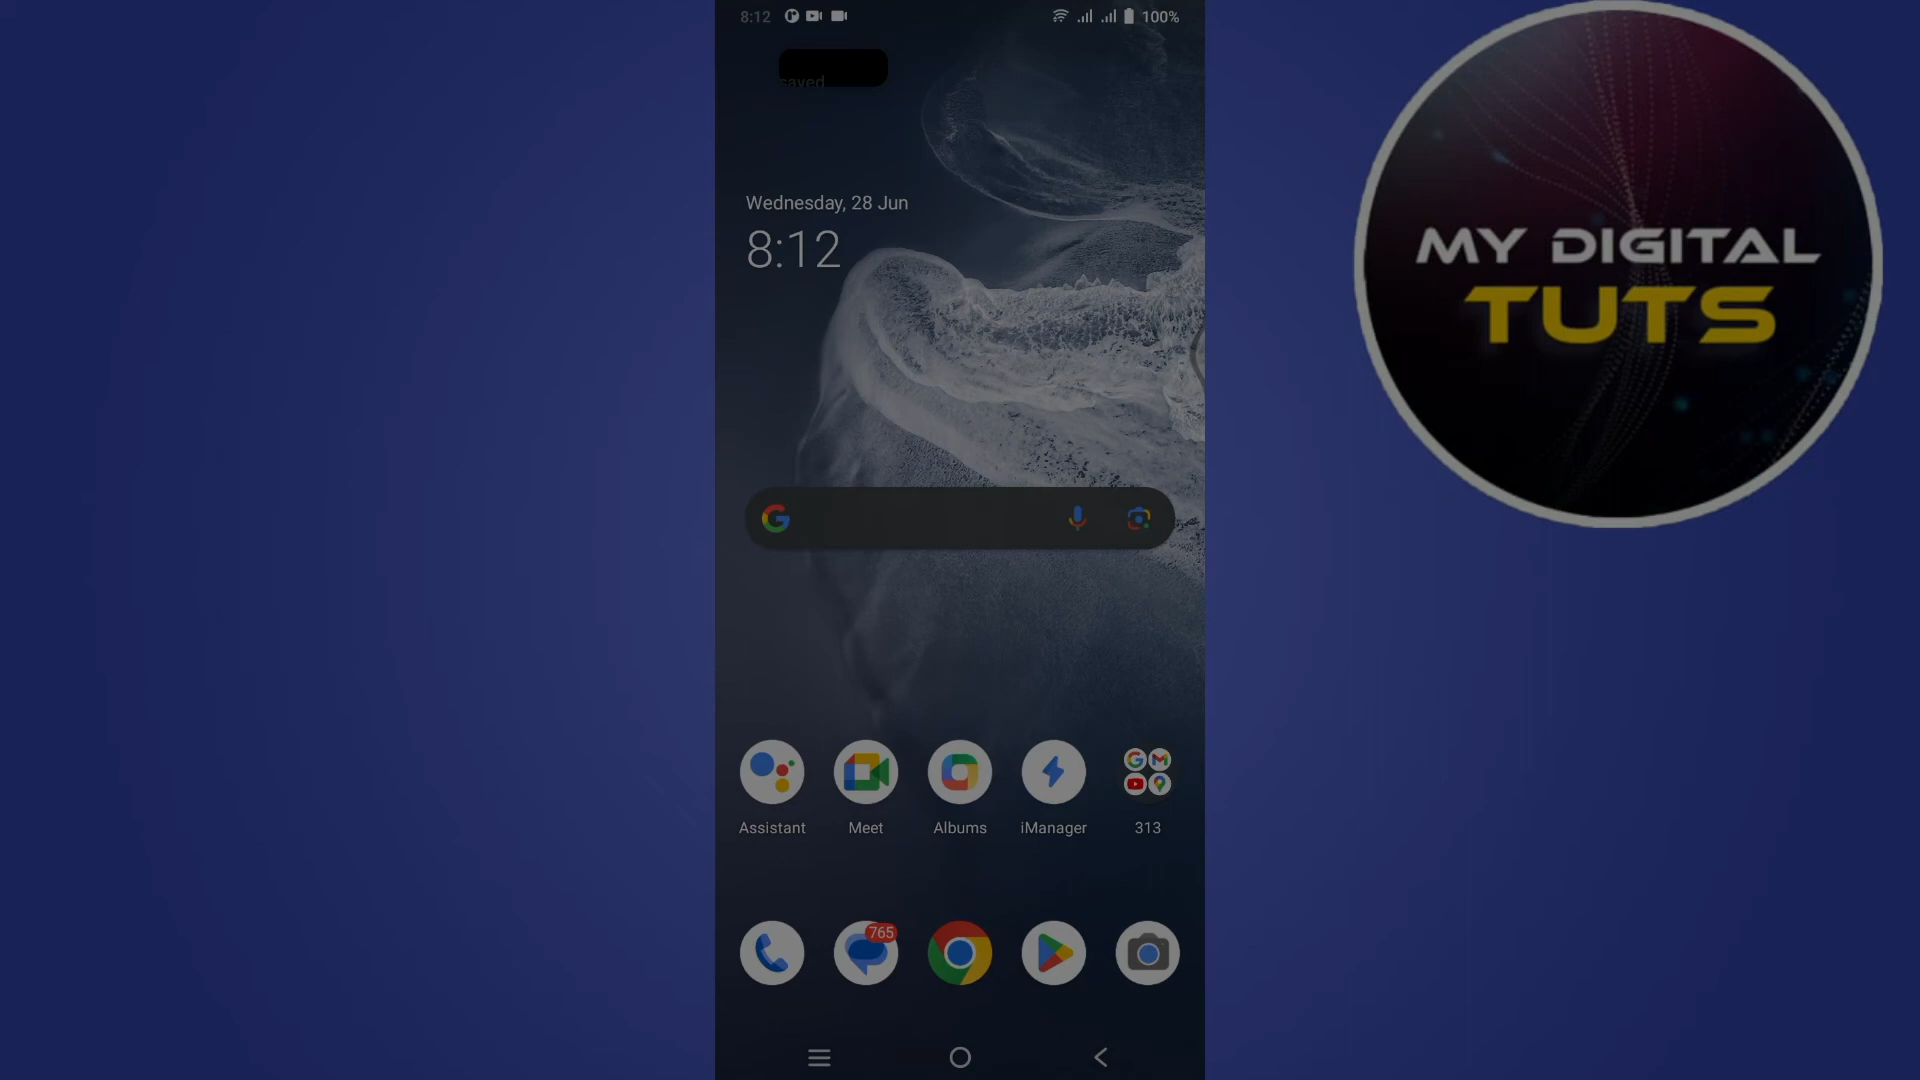 8:12
100%
saved
Wednesday, 28 Jun
8:12
MY DIGITAL
TUTS
Assistant
Meet
Albums
iManager
313
765